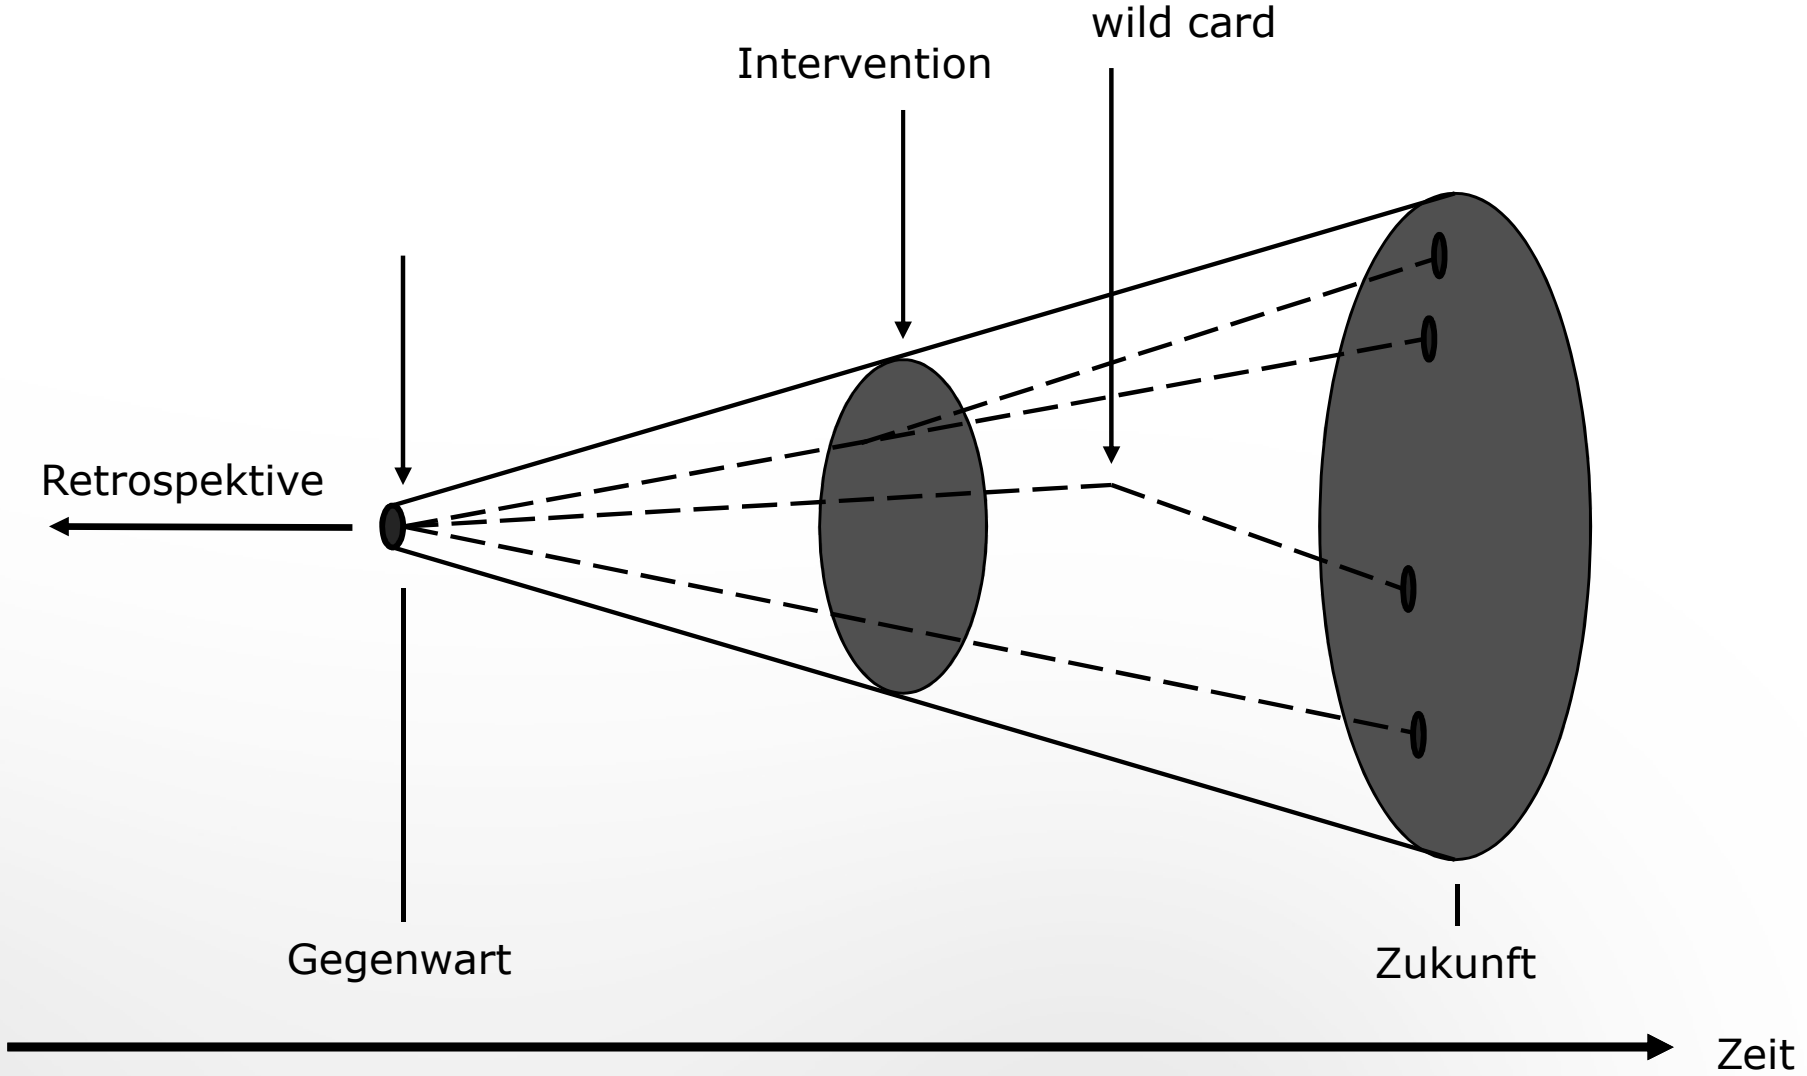 wild card
Intervention
Retrospektive
Gegenwart
Zukunft
Zeit